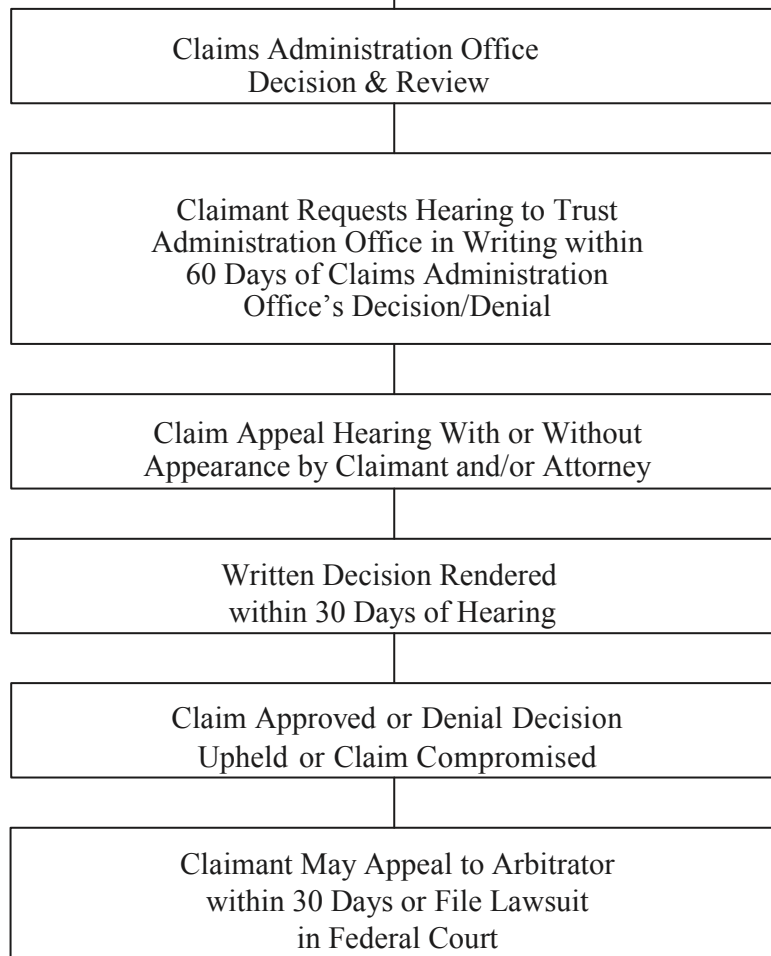 Claims Administration Office
Decision & Review
Claimant Requests Hearing to Trust
Administration Office in Writing within
60 Days of Claims Administration
Office’s Decision/Denial
Claim Appeal Hearing With or Without
Appearance by Claimant and/or Attorney
Written Decision Rendered
within 30 Days of Hearing
Claim Approved or Denial Decision
Upheld or Claim Compromised
Claimant May Appeal to Arbitrator
within 30 Days or File Lawsuit
in Federal Court